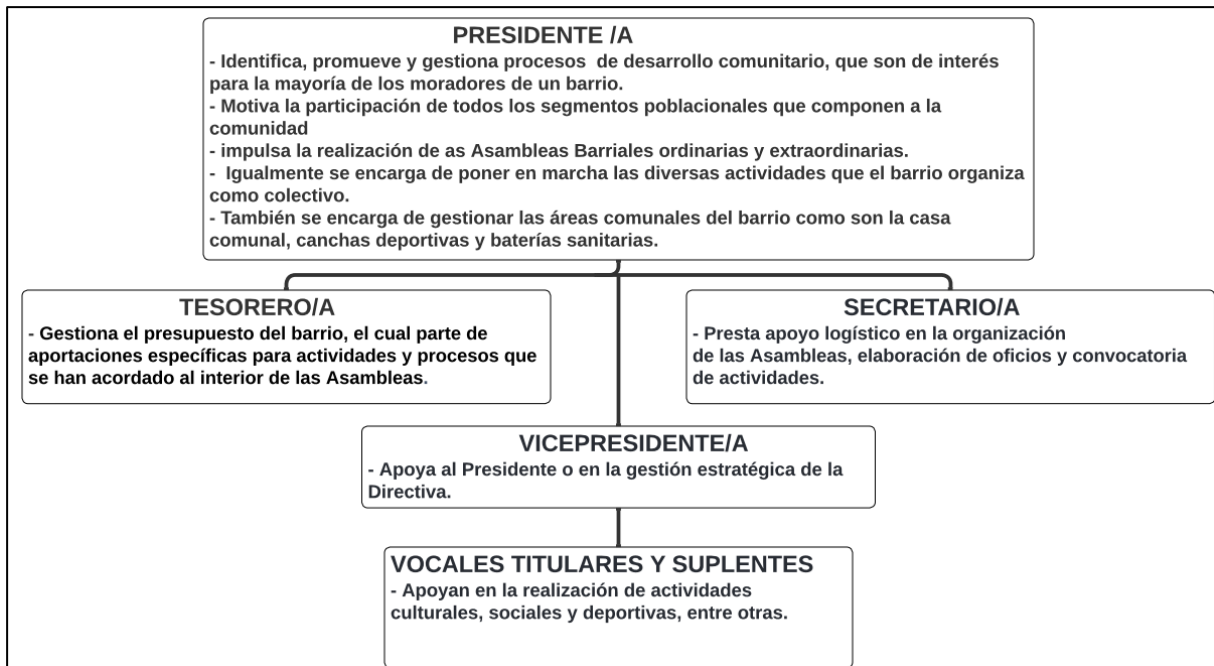 PRESIDENTE /A
- Identifica, promueve y gestiona procesos  de desarrollo comunitario, que son de interés
para la mayoría de los moradores de un barrio.
- Motiva la participación de todos los segmentos poblacionales que componen a la
comunidad
- impulsa la realización de as Asambleas Barriales ordinarias y extraordinarias.
-  Igualmente se encarga de poner en marcha las diversas actividades que el barrio organiza
como colectivo.
- También se encarga de gestionar las áreas comunales del barrio como son la casa
comunal, canchas deportivas y baterías sanitarias.
TESORERO/A
- Gestiona el presupuesto del barrio, el cual parte de
aportaciones específicas para actividades y procesos que
se han acordado al interior de las Asambleas.
SECRETARIO/A
- Presta apoyo logístico en la organización
de las Asambleas, elaboración de oficios y convocatoria
de actividades.
VICEPRESIDENTE/A
- Apoya al Presidente o en la gestión estratégica de la
Directiva.
VOCALES TITULARES Y SUPLENTES
- Apoyan en la realización de actividades
culturales, sociales y deportivas, entre otras.